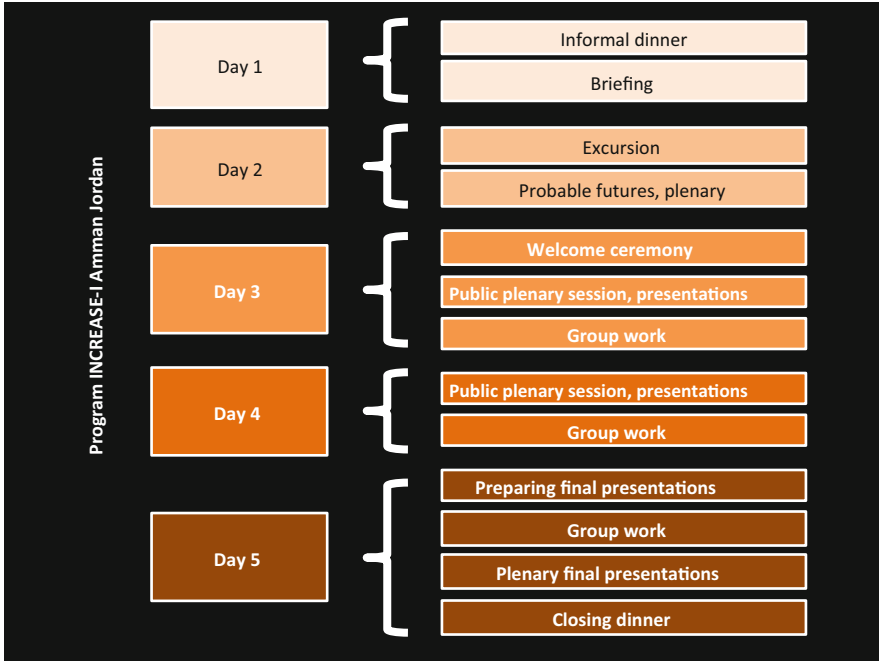 Program INCREASE-I Amman Jordan
Day 1
Informal dinner
Briefing
Day 2
Excursion
Probable futures, plenary
Day 3
Welcome ceremony
Public plenary session, presentations
Group work
Day 4
Public plenary session, presentations
Group work
Day 5
Preparing final presentations
Group work
Plenary final presentations
Closing dinner